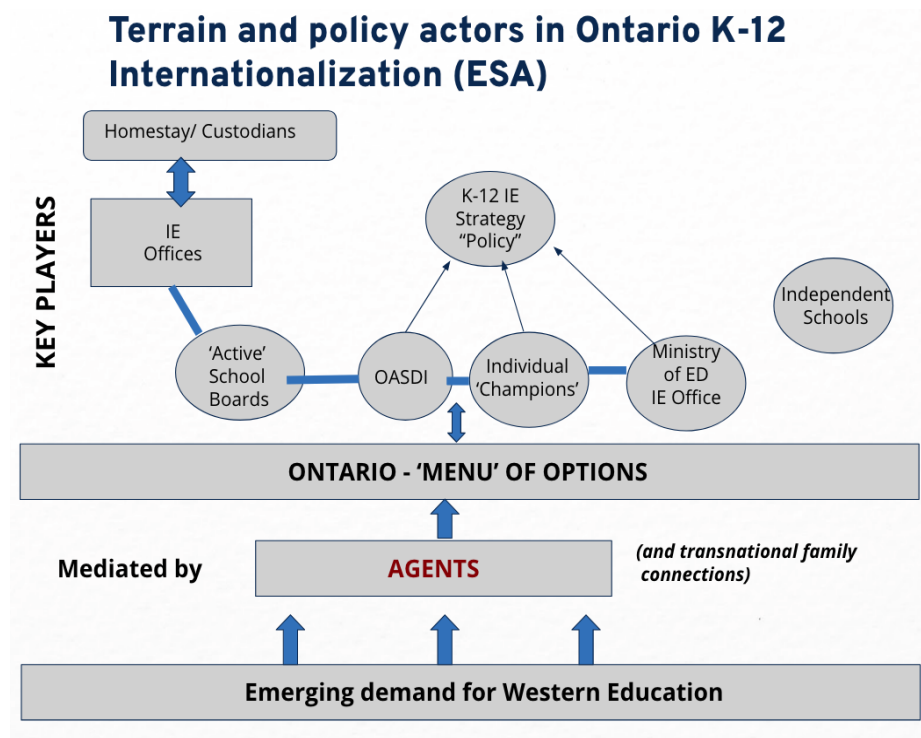 Terrain and policy actors in Ontario K-12
Internationalization (ESA)
Homestay/ Custodians
KEY PLAYERS
IE
Offices
K-12 IE
Strategy
“Policy”
Independent
Schools
‘Active’
School
Boards
OASDI
Individual
‘Champions’
Ministry
of ED
IE Office
ONTARIO - ‘MENU’ OF OPTIONS
Mediated by
AGENTS
(and transnational family
connections)
Emerging demand for Western Education